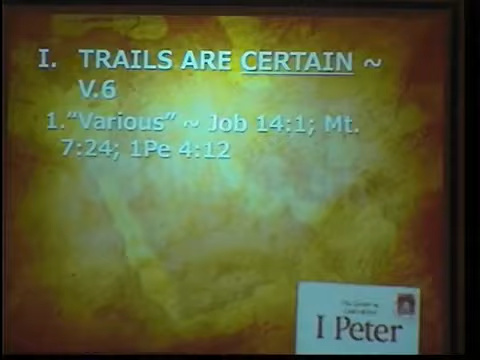 I. TRAILS ARE CERTAIN ~
V.6
1."Various" ~ Job 14:1; Mt.
7:24; 1Pe 4:12
I Peter